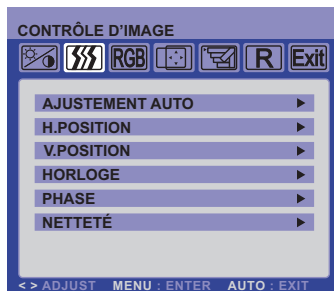 CONTRÔLE D'IMAGE
RGB R Exit
AJUSTEMENT AUTO
H.POSITION
V.POSITION
HORLOGE
PHASE
NETTETÉ
< > ADJUST MENU : ENTER AUTO : EXIT